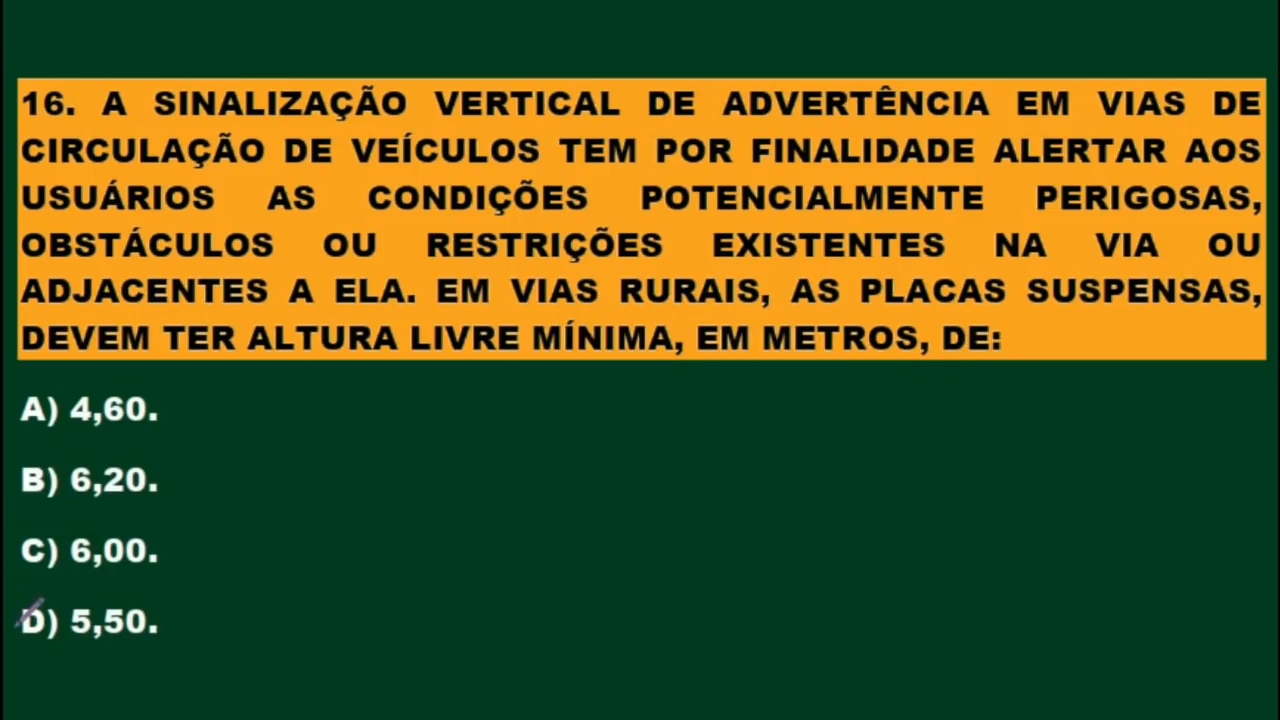 16. A SINALIZAÇÃO VERTICAL DE ADVERTÊNCIA EM VIAS DE
CIRCULAÇÃO DE VEÍCULOS TEM POR FINALIDADE ALERTAR AOS
USUÁRIOS AS CONDIÇÕES POTENCIALMENTE PERIGOSAS,
OBSTÁCULOS OU RESTRIÇÕES EXISTENTES NA VIA OU
ADJACENTES A ELA. EM VIAS RURAIS, AS PLACAS SUSPENSAS,
DEVEM TER ALTURA LIVRE MÍNIMA, EM METROS, DE:
A) 4,60.
B) 6,20.
C) 6,00.
D) 5,50.